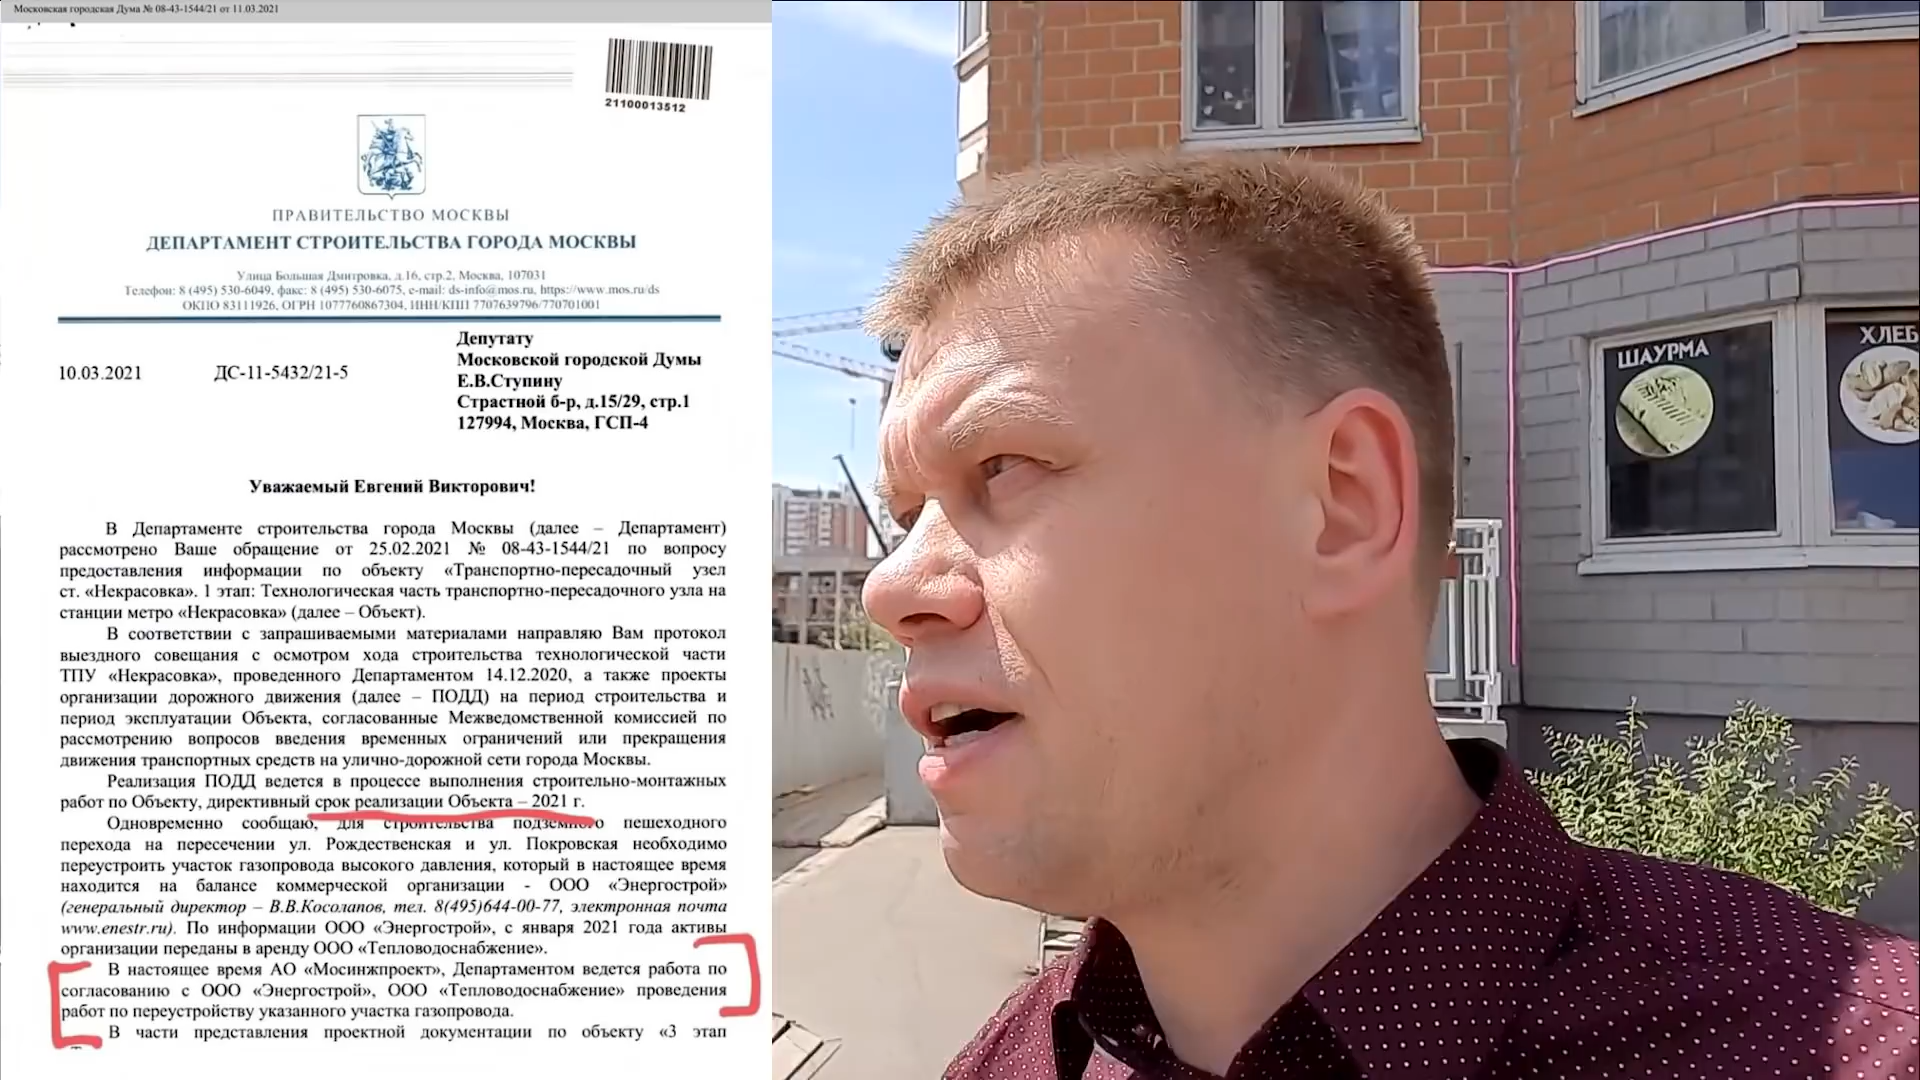 Московская городская Дума № 08-43-1544/21 от 11.03.2021
21100013512
ПРАВИТЕЛЬСТВО МОСКВЫ
ДЕПАРТАМЕНТ СТРОИТЕЛЬСТВА ГОРОДА МОСКВЫ
Улица Большая Дмитровка, д.16, стр.2, Москва, 107031
Телефон: 8 (495) 530-6049, факс: 8 (495) 530-6075, e-mail: ds-info@mos.ru, https://www.mos.ru/ds
ОКПО 83111926, ОГРН 1077760867304, ИНН/КПП 7707639796/770701001
10.03.2021
ДС-11-5432/21-5
Депутату
Московской городской Думы
Е.В.Ступину
Страстной б-р, д.15/29, стр.1
127994, Москва, ГСП-4
Уважаемый Евгений Викторович!
В Департаменте строительства города Москвы (далее – Департамент)
рассмотрено Ваше обращение от 25.02.2021 № 08-43-1544/21 по вопросу
предоставления информации по объекту «Транспортно-пересадочный узел
ст. «Некрасовка». 1 этап: Технологическая часть транспортно-пересадочного узла на
станции метро «Некрасовка» (далее – Объект).
В соответствии с запрашиваемыми материалами направляю Вам протокол
выездного совещания с осмотром хода строительства технологической части
ТПУ «Некрасовка», проведенного Департаментом 14.12.2020, а также проекты
организации дорожного движения (далее – ПОДД) на период строительства и
период эксплуатации Объекта, согласованные Межведомственной комиссией по
рассмотрению вопросов введения временных ограничений или прекращения
движения транспортных средств на улично-дорожной сети города Москвы.
Реализация ПОДД ведется в процессе выполнения строительно-монтажных
работ по Объекту, директивный срок реализации Объекта – 2021 г.
Одновременно сообщаю, для строительства подземного пешеходного
перехода на пересечении ул. Рождественская и ул. Покровская необходимо
переустроить участок газопровода высокого давления, который в настоящее время
находится на балансе коммерческой организации - ООО «Энергострой»
(генеральный директор – В.В.Косолапов, тел. 8(495)644-00-77, электронная почта
www.enestr.ru). По информации ООО «Энергострой», с января 2021 года активы
организации переданы в аренду ООО «Тепловодоснабжение».
В настоящее время АО «Мосинжпроект», Департаментом ведется работа по
согласованию с ООО «Энергострой», ООО «Тепловодоснабжение» проведения
работ по переустройству указанного участка газопровода.
В части представления проектной документации по объекту «3 этап
ШАУРМА
ХЛЕБ